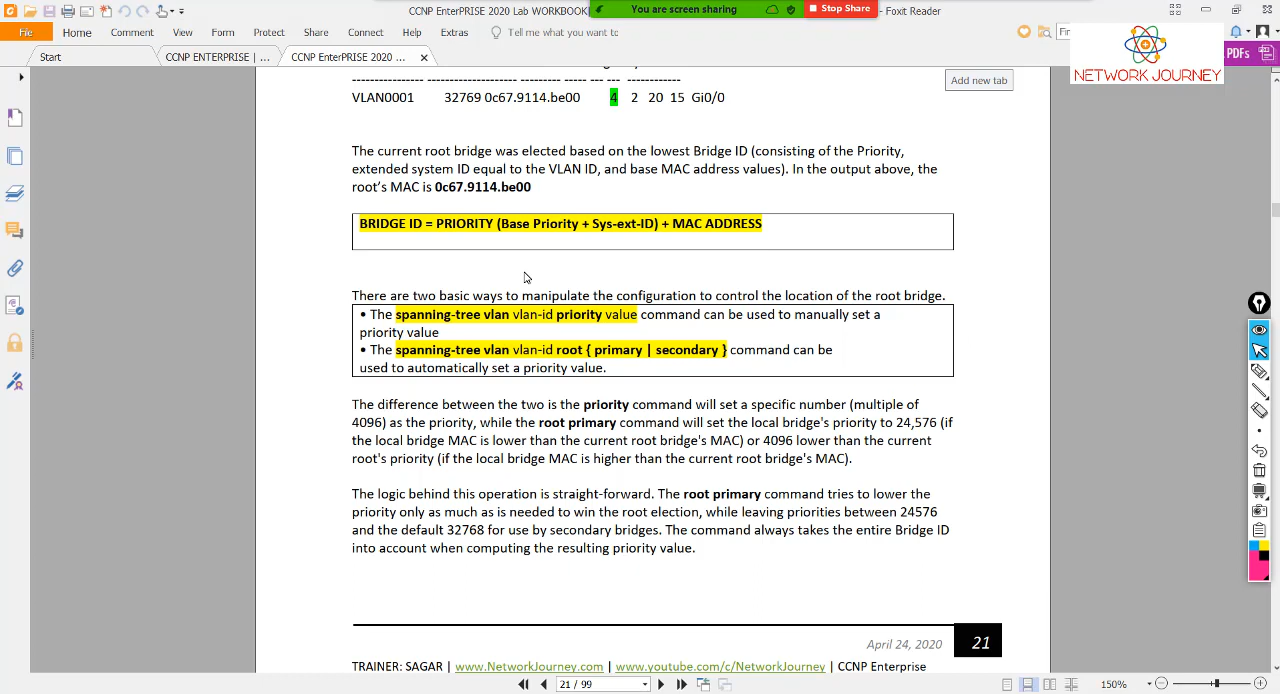 CCNP EnterPRISE 2020 Lab WORKBOOK
You are screen sharing
Stop Share
- Foxit Reader
File
Home
Comment
View
Form
Protect
Share
Connect
Help
Extras
Tell me what you want to
Start
CCNP ENTERPRISE | ...
CCNP EnterPRISE 2020 ...
NETWORK JOURNEY
PDFs
Add new tab
------------- ------------------------ -------- --- --- ------------
VLAN0001 32769 0c67.9114.be00 4 2 20 15 Gi0/0
The current root bridge was elected based on the lowest Bridge ID (consisting of the Priority,
extended system ID equal to the VLAN ID, and base MAC address values). In the output above, the
root's MAC is 0c67.9114.be00
BRIDGE ID = PRIORITY (Base Priority + Sys-ext-ID) + MAC ADDRESS
There are two basic ways to manipulate the configuration to control the location of the root bridge.
• The spanning-tree vlan vlan-id priority value command can be used to manually set a
priority value
• The spanning-tree vlan vlan-id root { primary | secondary } command can be
used to automatically set a priority value.
The difference between the two is the priority command will set a specific number (multiple of
4096) as the priority, while the root primary command will set the local bridge's priority to 24,576 (if
the local bridge MAC is lower than the current root bridge's MAC) or 4096 lower than the current
root's priority (if the local bridge MAC is higher than the current root bridge's MAC).
The logic behind this operation is straight-forward. The root primary command tries to lower the
priority only as much as is needed to win the root election, while leaving priorities between 24576
and the default 32768 for use by secondary bridges. The command always takes the entire Bridge ID
into account when computing the resulting priority value.
April 24, 2020 21
TRAINER: SAGAR | www.NetworkJourney.com | www.youtube.com/c/NetworkJourney | CCNP Enterprise
21 / 99
150%